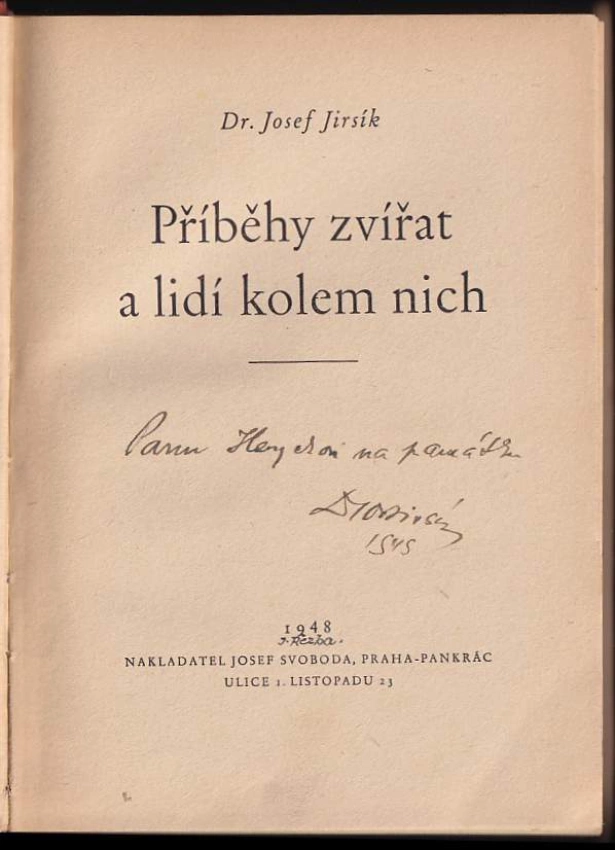 Dr. Josef Jirsík
Příběhy zvířat
a lidí kolem nich
Panu na památku
1948
J. Řezba.
NAKLADATEL JOSEF SVOBODA, PRAHA-PANKRÁC
ULICE 1. LISTOPADU 23